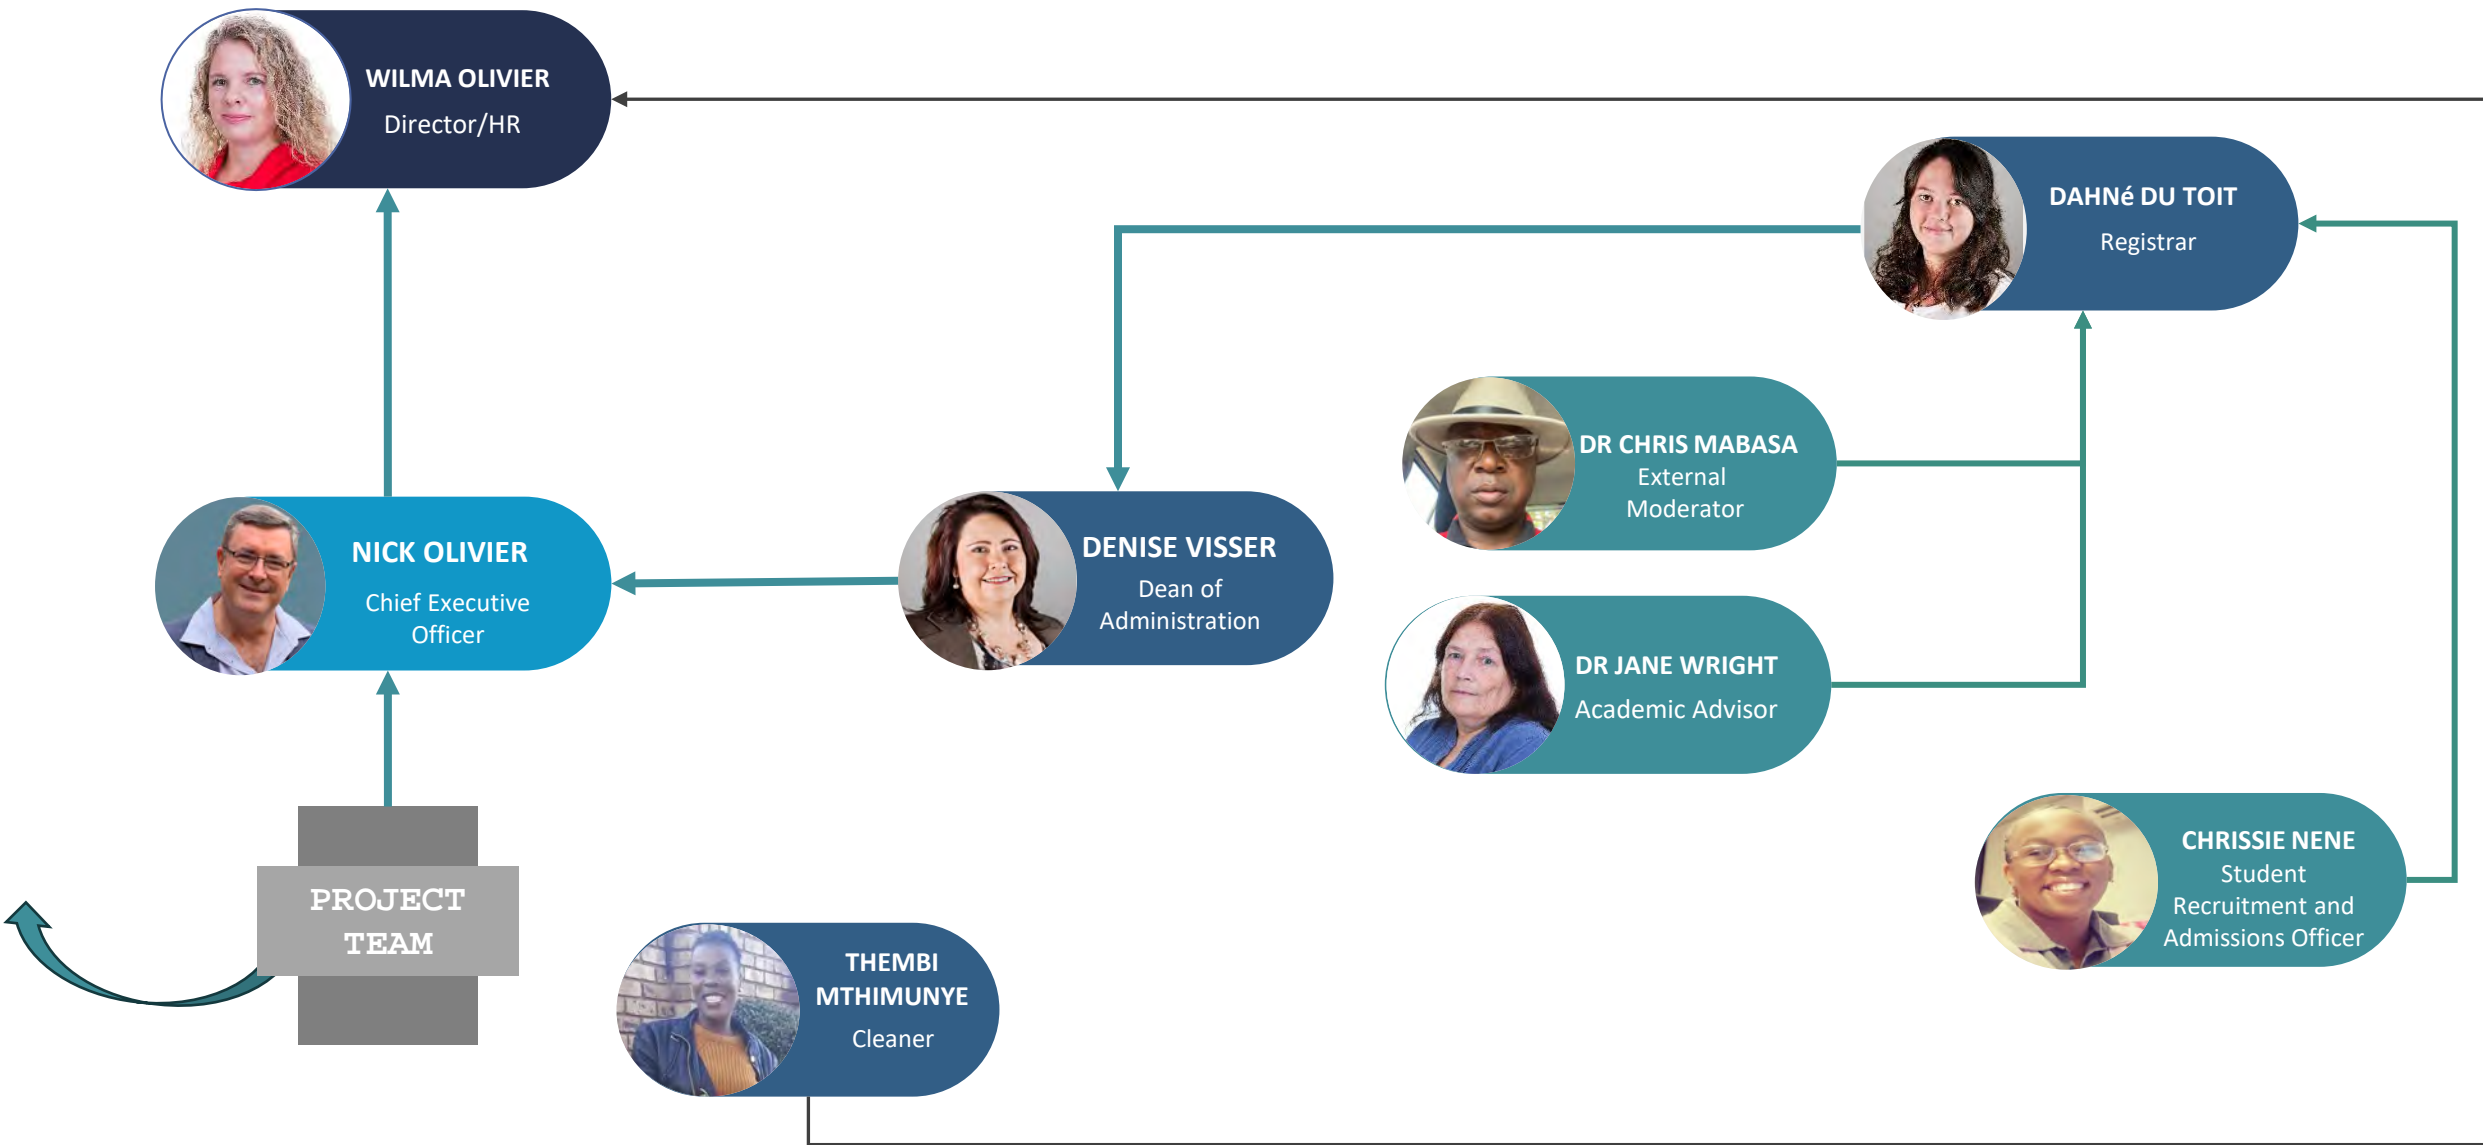 WILMA OLIVIER
Director/HR
DAHNé DU TOIT
Registrar
DR CHRIS MABASA
External
Moderator
NICK OLIVIER
Chief Executive
Officer
DENISE VISSER
Dean of
Administration
DR JANE WRIGHT
Academic Advisor
CHRISSIE NENE
Student
Recruitment and
Admissions Officer
PROJECT
TEAM
THEMBI
MTHIMUNYE
Cleaner